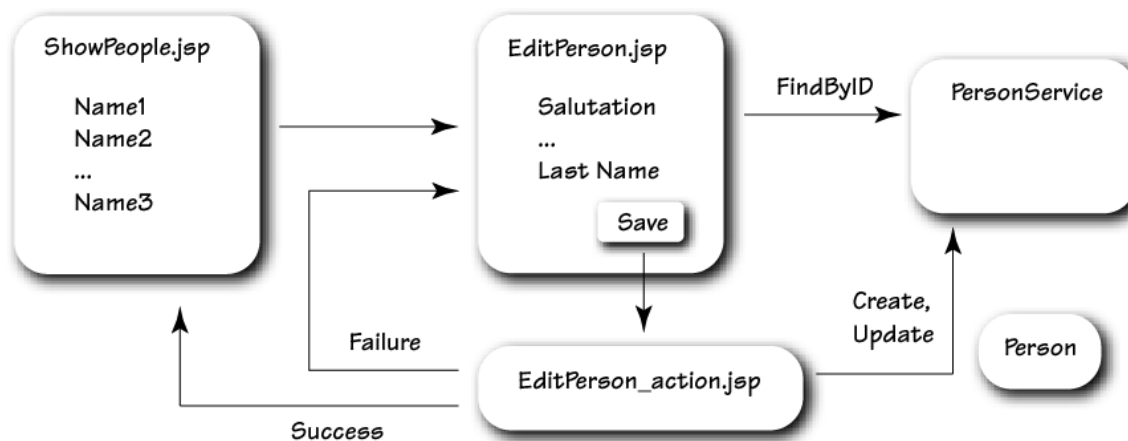 ShowPeople.jsp
Name1
Name2
...
Name3
EditPerson.jsp
Salutation
...
Last Name
Save
FindByID
PersonService
Create,
Update
Person
Failure
EditPerson_action.jsp
Success